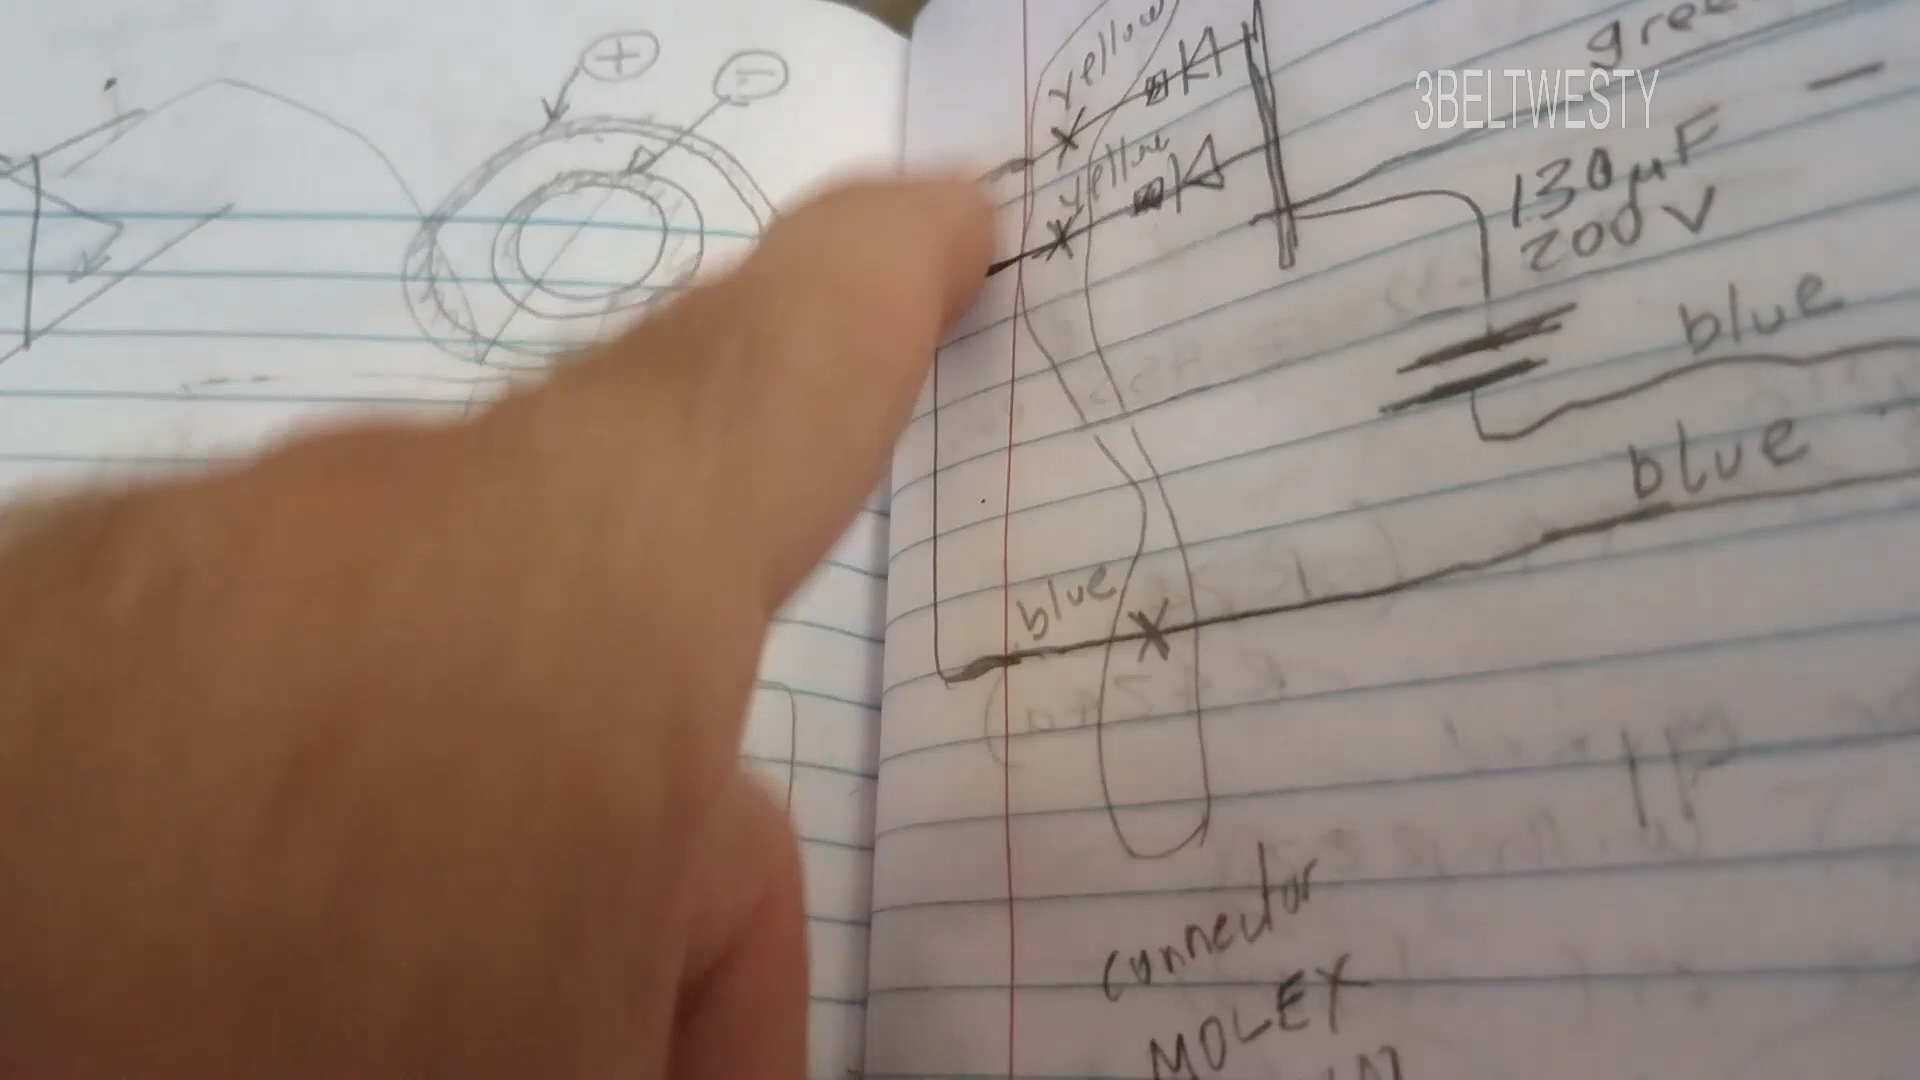 +
-
yellow
gree
3BELTWESTY
yellow
130μF
200V
blue
blue
blue
connector
MOLEX